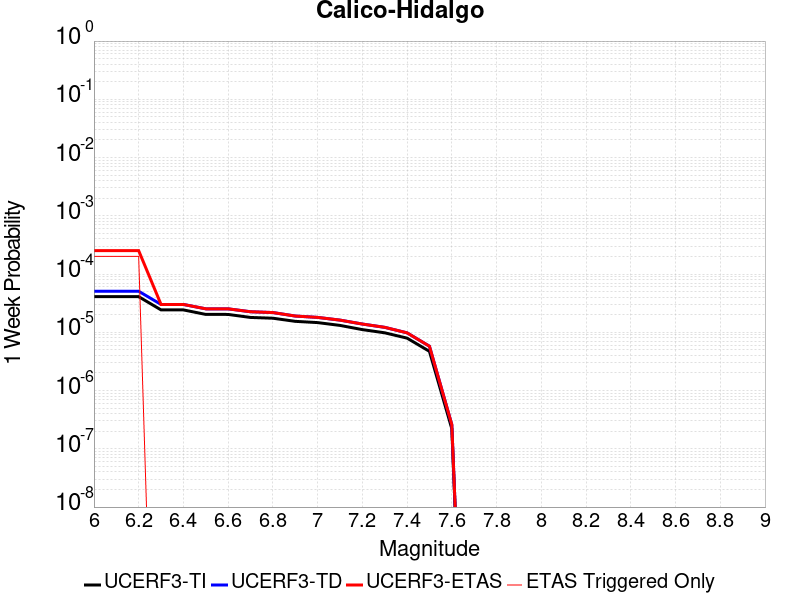 Calico-Hidalgo
10^0
10^-1
10^-2
10^-3
10^-4
10^-5
10^-6
10^-7
10^-8
1 Week Probability
6 6.2 6.4 6.6 6.8 7 7.2 7.4 7.6 7.8 8 8.2 8.4 8.6 8.8 9
Magnitude
UCERF3-TI UCERF3-TD UCERF3-ETAS ETAS Triggered Only